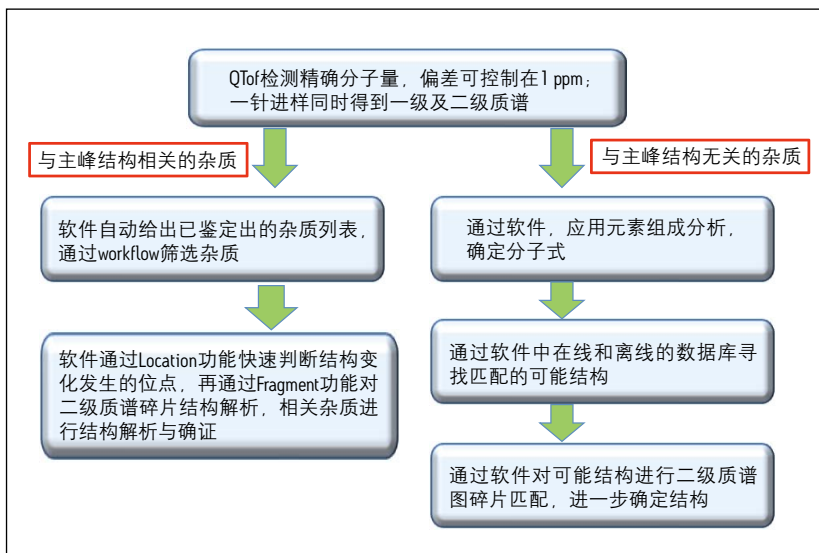 QTof检测精确分子量，偏差可控制在1 ppm；
一针进样同时得到一级及二级质谱
与主峰结构相关的杂质
与主峰结构无关的杂质
软件自动给出已鉴定出的杂质列表，
通过workflow筛选杂质
软件通过Location功能快速判断结构变
化发生的位点，再通过Fragment功能对
二级质谱碎片结构解析，相关杂质进
行结构解析与确证
通过软件，应用元素组成分析，
确定分子式
通过软件中在线和离线的数据库寻
找匹配的可能结构
通过软件对可能结构进行二级质谱
图碎片匹配，进一步确定结构